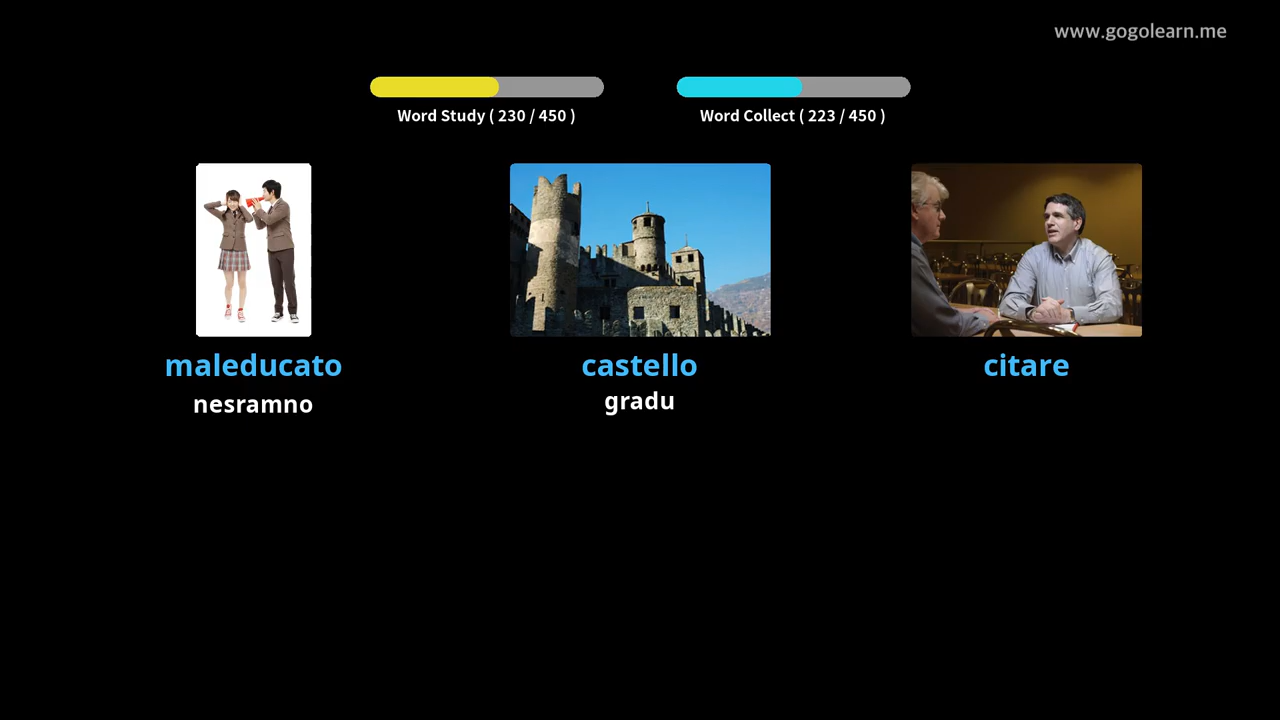 www.gogolearn.me
Word Study ( 230 / 450 )
Word Collect ( 223 / 450 )
maleducato
castello
citare
nesramno
gradu